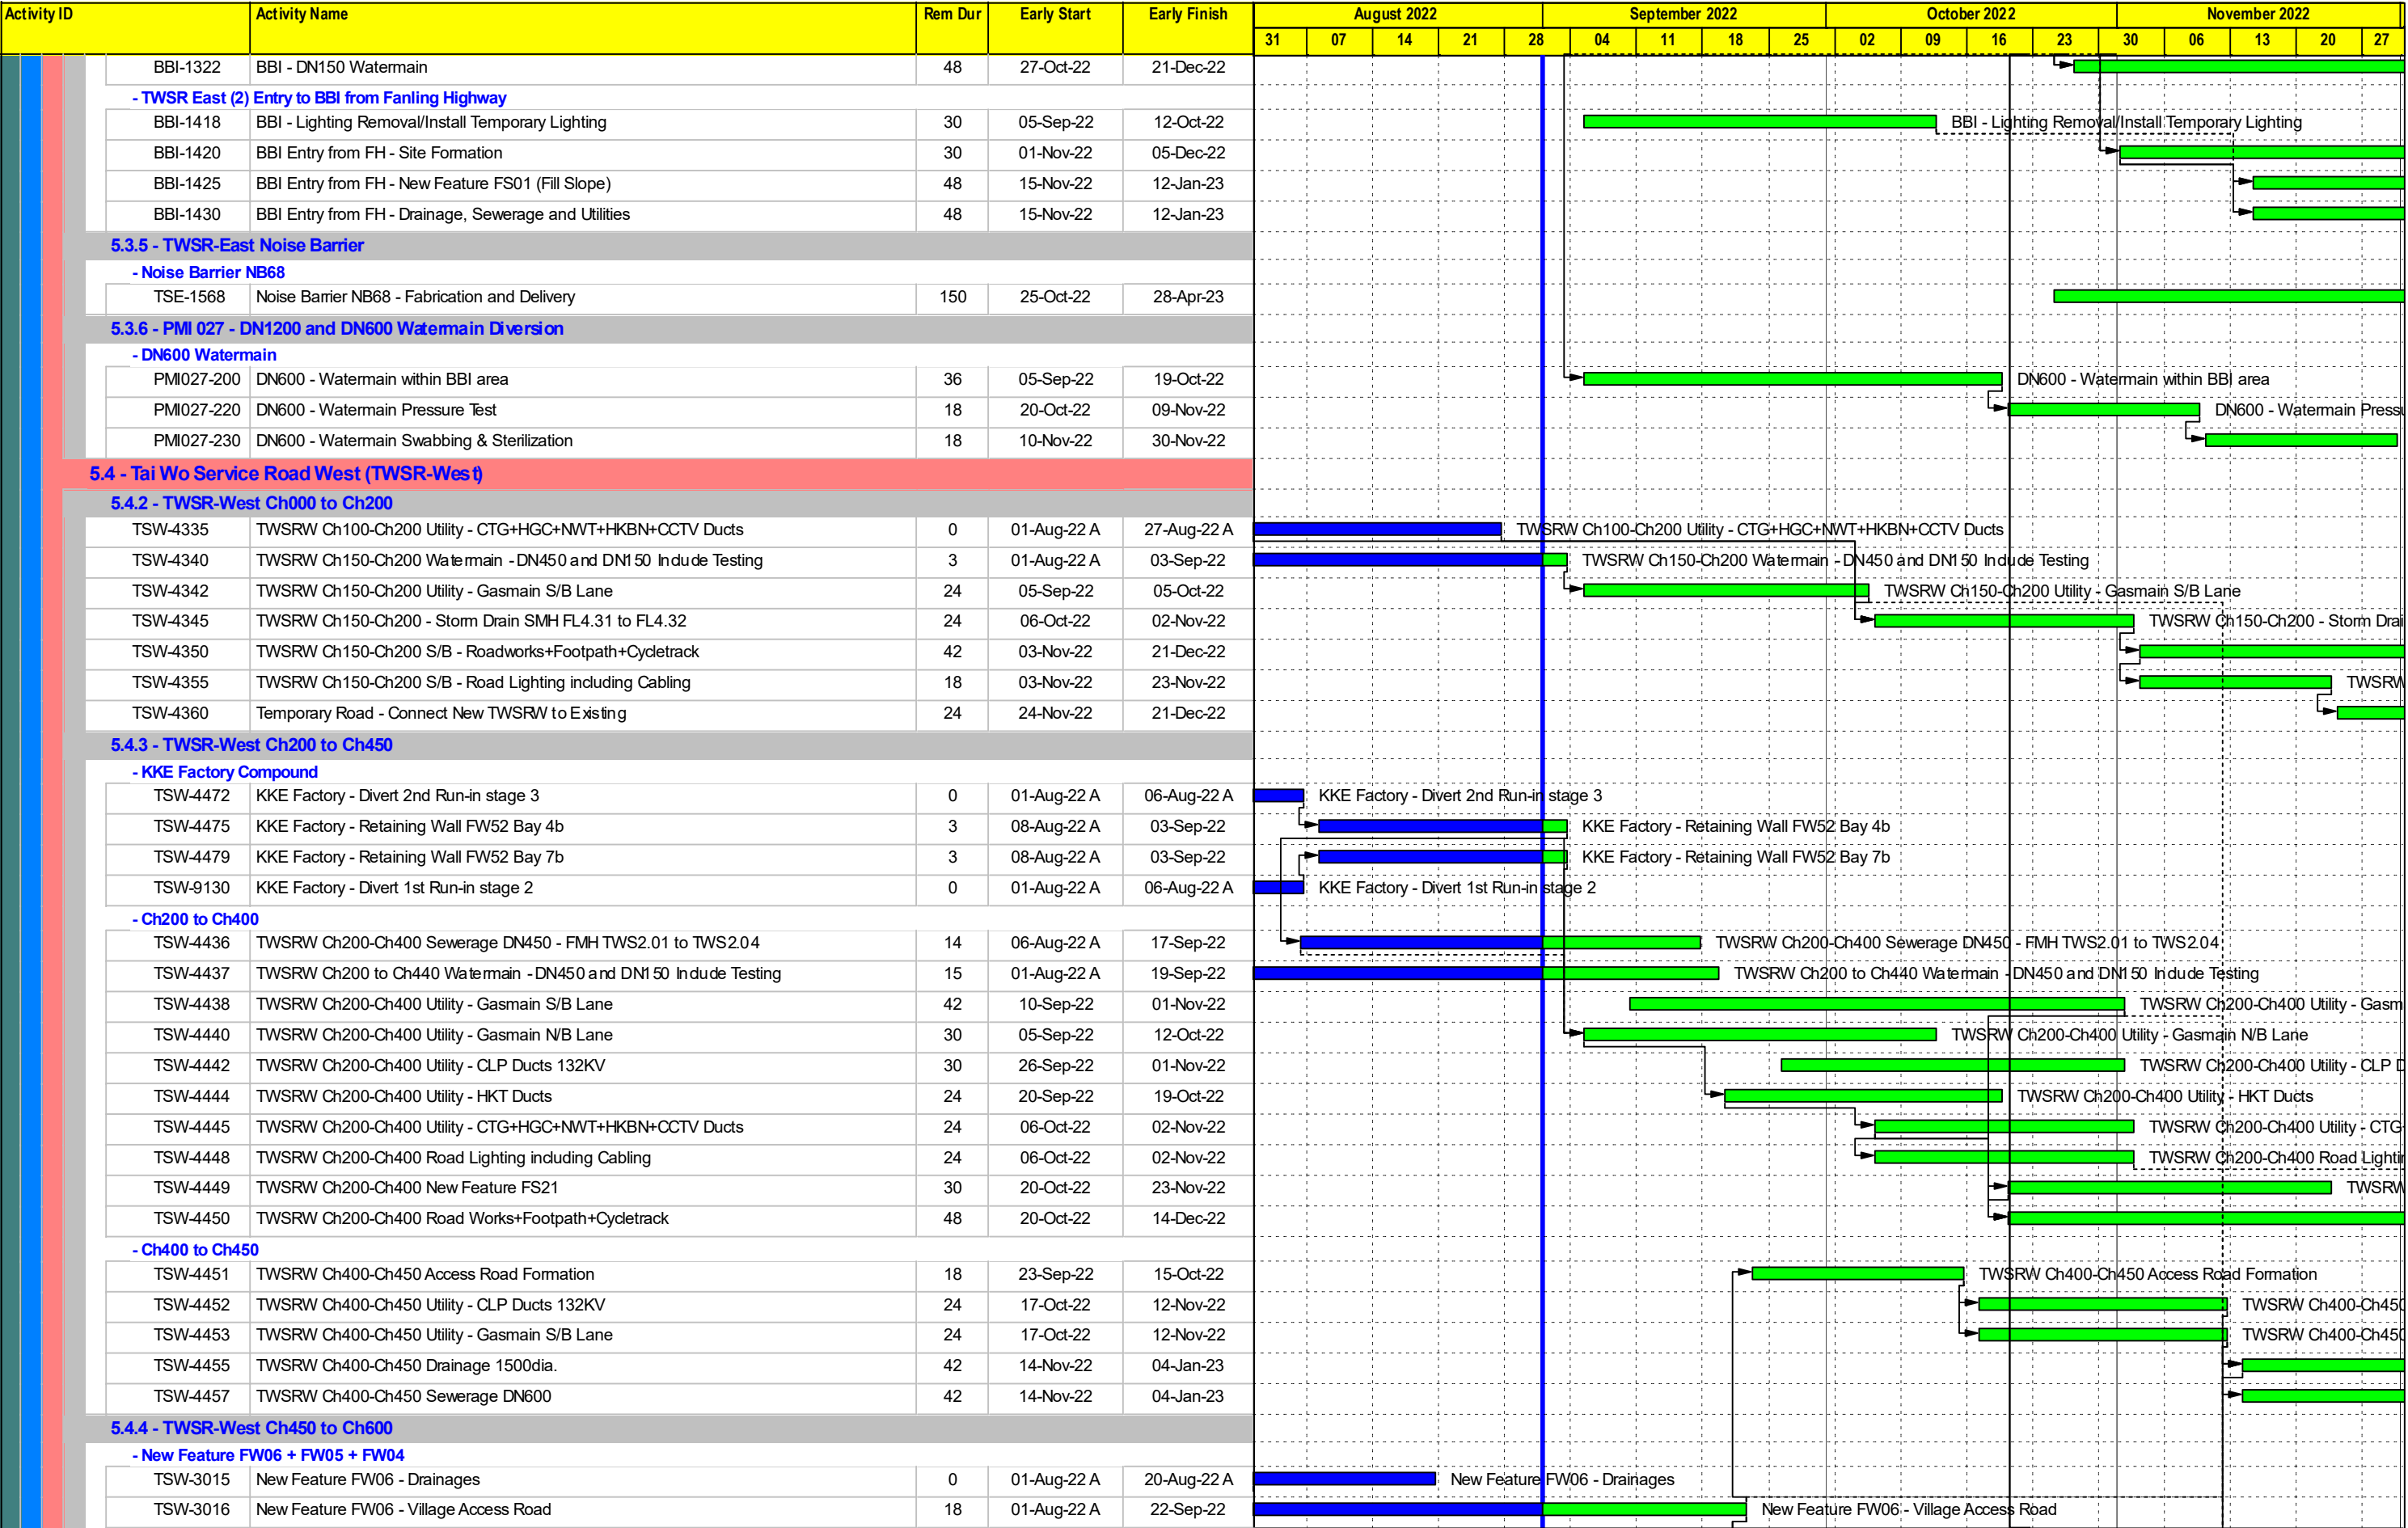 Activity ID Activity Name Rem Dur Early Start Early Finish August 2022 September 2022 October 2022 November 2022
31 07 14 21 28 04 11 18 25 02 09 16 23 30 06 13 20 27
BBI-1322 BBI - DN150 Watermain 48 27-Oct-22 21-Dec-22
- TWSR East (2) Entry to BBI from Fanling Highway
BBI-1418 BBI - Lighting Removal/Install Temporary Lighting 30 05-Sep-22 12-Oct-22 BBI - Lighting Removal/Install Temporary Lighting
BBI-1420 BBI Entry from FH - Site Formation 30 01-Nov-22 05-Dec-22
BBI-1425 BBI Entry from FH - New Feature FS01 (Fill Slope) 48 15-Nov-22 12-Jan-23
BBI-1430 BBI Entry from FH - Drainage, Sewerage and Utilities 48 15-Nov-22 12-Jan-23
5.3.5 - TWSR-East Noise Barrier
- Noise Barrier NB68
TSE-1568 Noise Barrier NB68 - Fabrication and Delivery 150 25-Oct-22 28-Apr-23
5.3.6 - PMI 027 - DN1200 and DN600 Watermain Diversion
- DN600 Watermain
PMI027-200 DN600 - Watermain within BBI area 36 05-Sep-22 19-Oct-22 DN600 - Watermain within BBI area
PMI027-220 DN600 - Watermain Pressure Test 18 20-Oct-22 09-Nov-22 DN600 - Watermain Pressu
PMI027-230 DN600 - Watermain Swabbing & Sterilization 18 10-Nov-22 30-Nov-22
5.4 - Tai Wo Service Road West (TWSR-West)
5.4.2 - TWSR-West Ch000 to Ch200
TSW-4335 TWSRW Ch100-Ch200 Utility - CTG+HGC+NWT+HKBN+CCTV Ducts 0 01-Aug-22 A 27-Aug-22 A TWSRW Ch100-Ch200 Utility - CTG+HGC+NWT+HKBN+CCTV Ducts
TSW-4340 TWSRW Ch150-Ch200 Watermain - DN450 and DN150 Include Testing 3 01-Aug-22 A 03-Sep-22 TWSRW Ch150-Ch200 Watermain - DN450 and DN150 Include Testing
TSW-4342 TWSRW Ch150-Ch200 Utility - Gasmain S/B Lane 24 05-Sep-22 05-Oct-22 TWSRW Ch150-Ch200 Utility - Gasmain S/B Lane
TSW-4345 TWSRW Ch150-Ch200 - Storm Drain SMH FL4.31 to FL4.32 24 06-Oct-22 02-Nov-22 TWSRW Ch150-Ch200 - Storm Drai
TSW-4350 TWSRW Ch150-Ch200 S/B - Roadworks+Footpath+Cycletrack 42 03-Nov-22 21-Dec-22
TSW-4355 TWSRW Ch150-Ch200 S/B - Road Lighting including Cabling 18 03-Nov-22 23-Nov-22 TWSRW
TSW-4360 Temporary Road - Connect New TWSRW to Existing 24 24-Nov-22 21-Dec-22
5.4.3 - TWSR-West Ch200 to Ch450
- KKE Factory Compound
TSW-4472 KKE Factory - Divert 2nd Run-in stage 3 0 01-Aug-22 A 06-Aug-22 A KKE Factory - Divert 2nd Run-in stage 3
TSW-4475 KKE Factory - Retaining Wall FW52 Bay 4b 3 08-Aug-22 A 03-Sep-22 KKE Factory - Retaining Wall FW52 Bay 4b
TSW-4479 KKE Factory - Retaining Wall FW52 Bay 7b 3 08-Aug-22 A 03-Sep-22 KKE Factory - Retaining Wall FW52 Bay 7b
TSW-9130 KKE Factory - Divert 1st Run-in stage 2 0 01-Aug-22 A 06-Aug-22 A KKE Factory - Divert 1st Run-in stage 2
- Ch200 to Ch400
TSW-4436 TWSRW Ch200-Ch400 Sewerage DN450 - FMH TWS2.01 to TWS2.04 14 06-Aug-22 A 17-Sep-22 TWSRW Ch200-Ch400 Sewerage DN450 - FMH TWS2.01 to TWS2.04
TSW-4437 TWSRW Ch200 to Ch440 Watermain - DN450 and DN150 Include Testing 15 01-Aug-22 A 19-Sep-22 TWSRW Ch200 to Ch440 Watermain - DN450 and DN150 Include Testing
TSW-4438 TWSRW Ch200-Ch400 Utility - Gasmain S/B Lane 42 10-Sep-22 01-Nov-22 TWSRW Ch200-Ch400 Utility - Gasm
TSW-4440 TWSRW Ch200-Ch400 Utility - Gasmain N/B Lane 30 05-Sep-22 12-Oct-22 TWSRW Ch200-Ch400 Utility - Gasmain N/B Lane
TSW-4442 TWSRW Ch200-Ch400 Utility - CLP Ducts 132KV 30 26-Sep-22 01-Nov-22 TWSRW Ch200-Ch400 Utility - CLP D
TSW-4444 TWSRW Ch200-Ch400 Utility - HKT Ducts 24 20-Sep-22 19-Oct-22 TWSRW Ch200-Ch400 Utility - HKT Ducts
TSW-4445 TWSRW Ch200-Ch400 Utility - CTG+HGC+NWT+HKBN+CCTV Ducts 24 06-Oct-22 02-Nov-22 TWSRW Ch200-Ch400 Utility - CTG
TSW-4448 TWSRW Ch200-Ch400 Road Lighting including Cabling 24 06-Oct-22 02-Nov-22 TWSRW Ch200-Ch400 Road Lightin
TSW-4449 TWSRW Ch200-Ch400 New Feature FS21 30 20-Oct-22 23-Nov-22 TWSRW
TSW-4450 TWSRW Ch200-Ch400 Road Works+Footpath+Cycletrack 48 20-Oct-22 14-Dec-22
- Ch400 to Ch450
TSW-4451 TWSRW Ch400-Ch450 Access Road Formation 18 23-Sep-22 15-Oct-22 TWSRW Ch400-Ch450 Access Road Formation
TSW-4452 TWSRW Ch400-Ch450 Utility - CLP Ducts 132KV 24 17-Oct-22 12-Nov-22 TWSRW Ch400-Ch450
TSW-4453 TWSRW Ch400-Ch450 Utility - Gasmain S/B Lane 24 17-Oct-22 12-Nov-22 TWSRW Ch400-Ch450
TSW-4455 TWSRW Ch400-Ch450 Drainage 1500dia. 42 14-Nov-22 04-Jan-23
TSW-4457 TWSRW Ch400-Ch450 Sewerage DN600 42 14-Nov-22 04-Jan-23
5.4.4 - TWSR-West Ch450 to Ch600
- New Feature FW06 + FW05 + FW04
TSW-3015 New Feature FW06 - Drainages 0 01-Aug-22 A 20-Aug-22 A New Feature FW06 - Drainages
TSW-3016 New Feature FW06 - Village Access Road 18 01-Aug-22 A 22-Sep-22 New Feature FW06 - Village Access Road